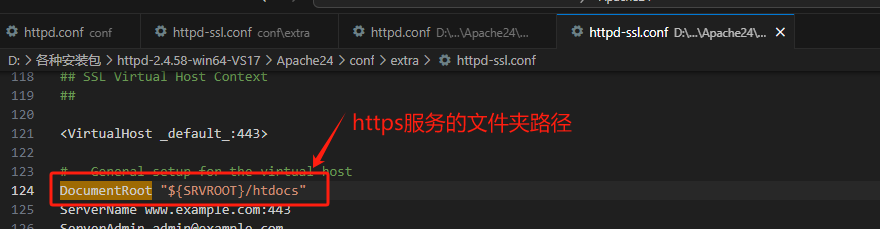 httpd.conf conf
httpd-ssl.conf conf\extra
httpd.conf D:\...\Apache24\...
httpd-ssl.conf D:\...\Apache24\...
D: > 各种安装包 > httpd-2.4.58-win64-VS17 > Apache24 > conf > extra > httpd-ssl.conf
118 ## SSL Virtual Host Context
119 ##
120
121 <VirtualHost _default_:443>
https服务的文件夹路径
122
123 # General setup for the virtual host
124 DocumentRoot "${SRVROOT}/htdocs"
125 ServerName www.example.com:443
126 ServerAdmin admin@example.com